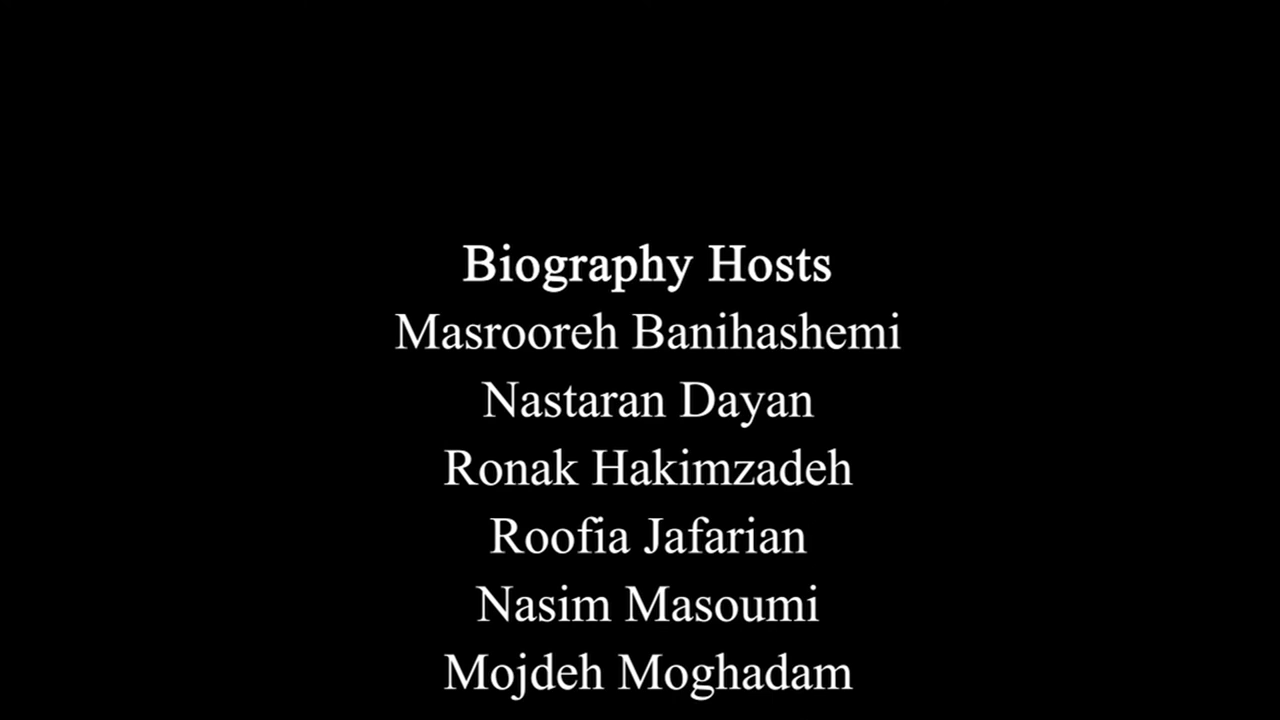 Biography Hosts
Masrooreh Banihashemi
Nastaran Dayan
Ronak Hakimzadeh
Roofia Jafarian
Nasim Masoumi
Mojdeh Moghadam